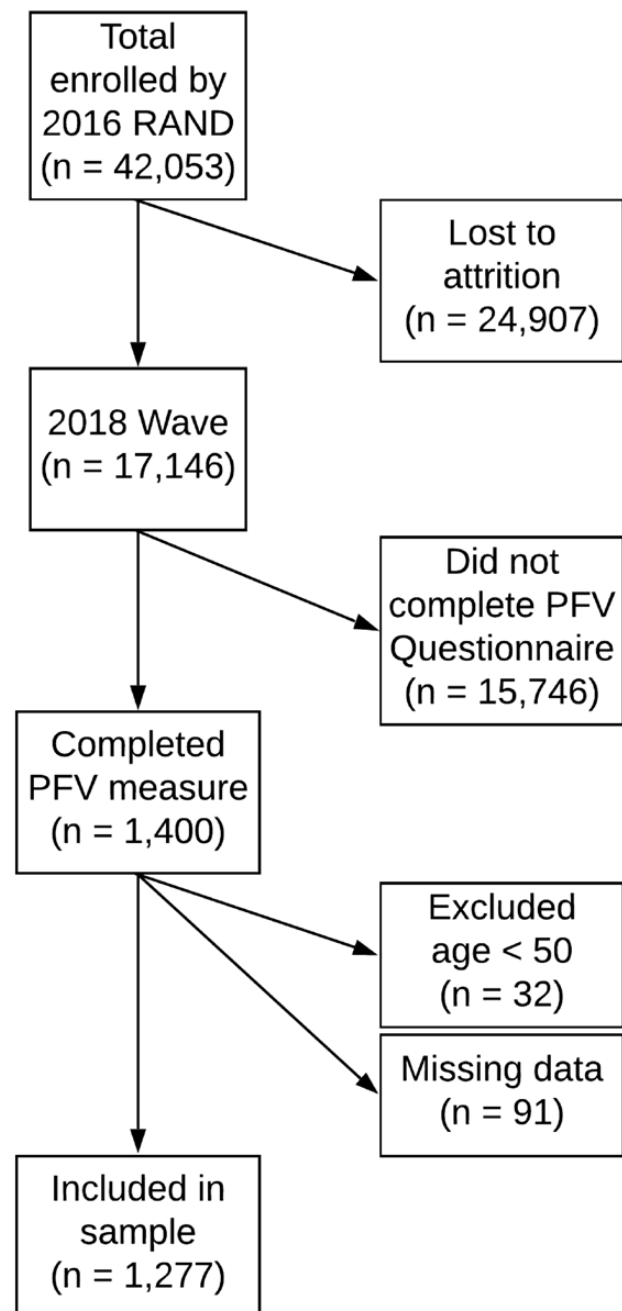 Total
enrolled by
2016 RAND
(n = 42,053)
Lost to
attrition
(n = 24,907)
2018 Wave
(n = 17,146)
Did not
complete PFV
Questionnaire
(n = 15,746)
Completed
PFV measure
(n = 1,400)
Excluded
age < 50
(n = 32)
Missing data
(n = 91)
Included in
sample
(n = 1,277)